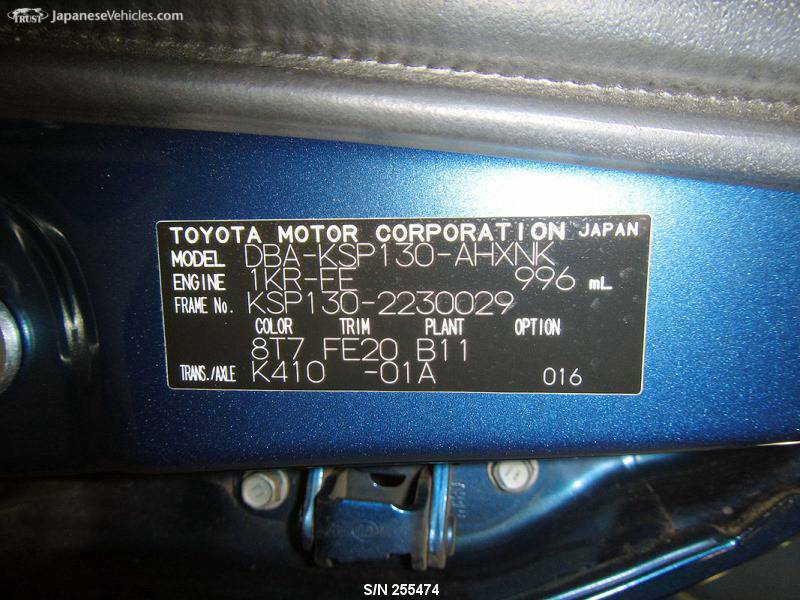 TRUST JapaneseVehicles.com
TOYOTA MOTOR CORPORATION JAPAN
MODEL DBA-KSP130-AHXNK
ENGINE 1KR-EE 996 mL
FRAME No. KSP130-2230029
COLOR TRIM PLANT OPTION
8T7 FE20 B11
TRANS./AXLE K410 -01A 016
S/N 255474